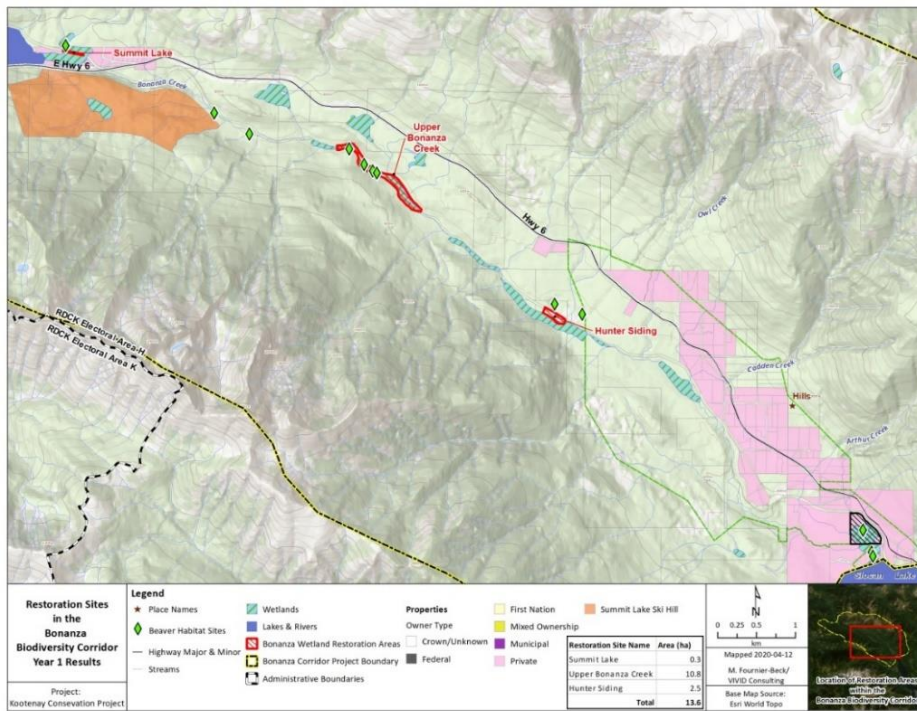 Summit Lake
E Hwy 6
Bonanza Creek
Upper
Bonanza
Creek
Owl Creek
Hwy 6
Hunter Siding
RDCK Electoral Area H
RDCK Electoral Area K
Cadden Creek
Hills
Arthur Creek
Slocan Lake
Restoration Sites
in the
Bonanza
Biodiversity Corridor
Year 1 Results
Project:
Kootenay Consevation Project
Legend
Place Names
Beaver Habitat Sites
Highway Major & Minor
Streams
Wetlands
Lakes & Rivers
Bonanza Wetland Restoration Areas
Bonanza Corridor Project Boundary
Administrative Boundaries
Properties
Owner Type
Crown/Unknown
Federal
First Nation
Mixed Ownership
Municipal
Private
Summit Lake Ski Hill
Restoration Site Name Area (ha)
Summit Lake 0.3
Upper Bonanza Creek 10.8
Hunter Siding 2.5
Total 13.6
N
0 0.25 0.5 1
km
Mapped 2020-04-12
M. Fournier-Beck/
VIVID Consulting
Base Map Source:
Esri World Topo
Location of Restoration Areas
within the
Bonanza Biodiversity Corridor